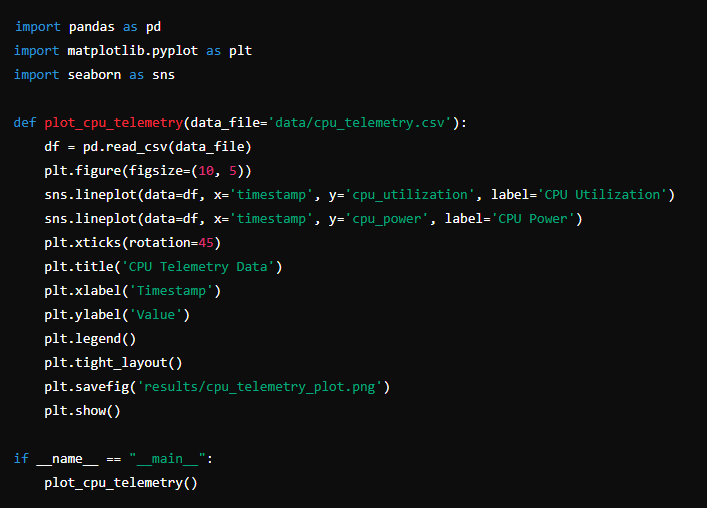 import pandas as pd
import matplotlib.pyplot as plt
import seaborn as sns

def plot_cpu_telemetry(data_file='data/cpu_telemetry.csv'):
    df = pd.read_csv(data_file)
    plt.figure(figsize=(10, 5))
    sns.lineplot(data=df, x='timestamp', y='cpu_utilization', label='CPU Utilization')
    sns.lineplot(data=df, x='timestamp', y='cpu_power', label='CPU Power')
    plt.xticks(rotation=45)
    plt.title('CPU Telemetry Data')
    plt.xlabel('Timestamp')
    plt.ylabel('Value')
    plt.legend()
    plt.tight_layout()
    plt.savefig('results/cpu_telemetry_plot.png')
    plt.show()

if __name__ == "__main__":
    plot_cpu_telemetry()